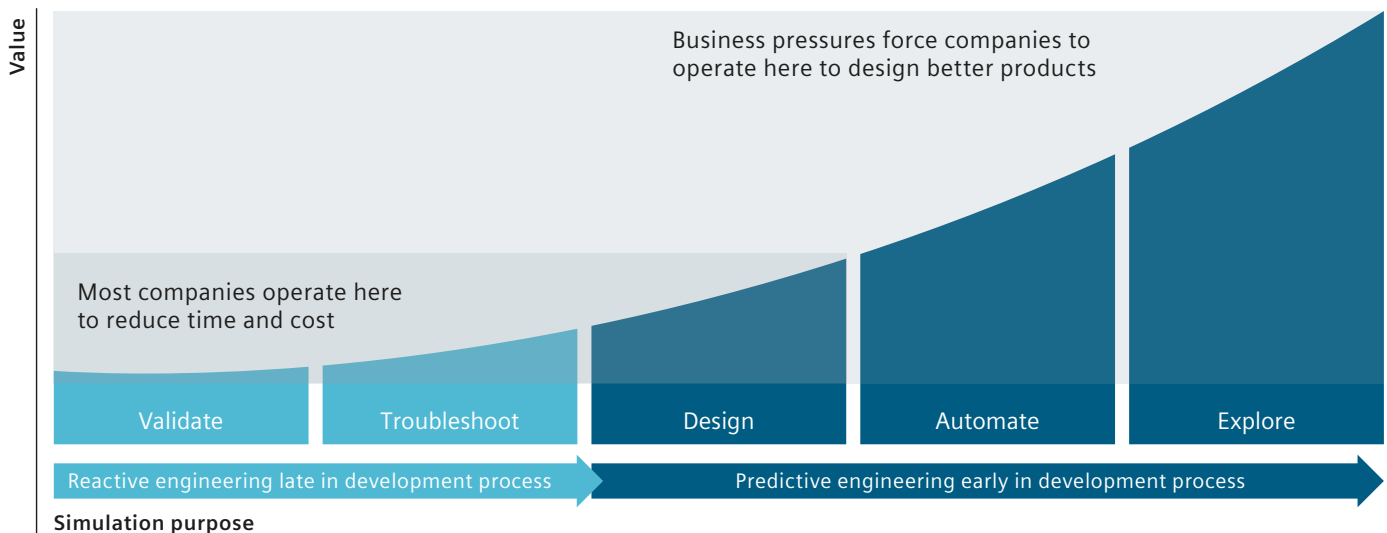 Value
Business pressures force companies to
operate here to design better products
Most companies operate here
to reduce time and cost
Validate
Troubleshoot
Design
Automate
Explore
Reactive engineering late in development process
Predictive engineering early in development process
Simulation purpose